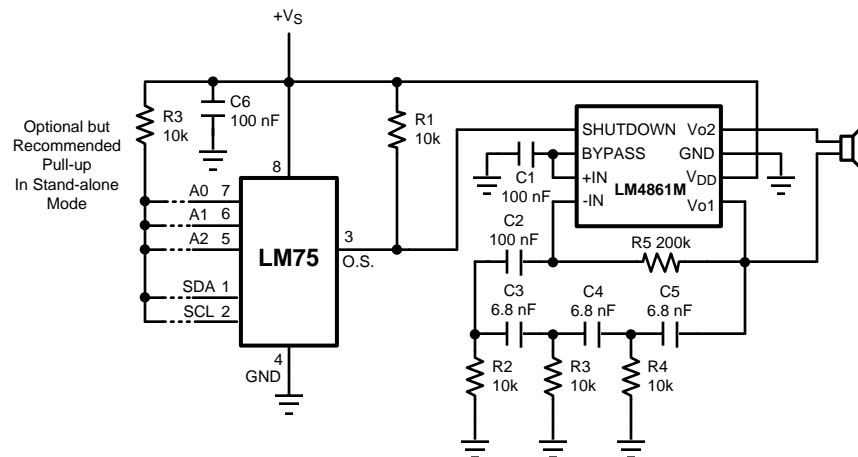 +VS
Optional but
Recommended
Pull-up
In Stand-alone
Mode
R3
10k
C6
100 nF
R1
10k
8
A0 7
A1 6
A2 5
SDA 1
SCL 2
LM75
3
O.S.
4
GND
SHUTDOWN
BYPASS
+IN
-IN
Vo2
GND
VDD
Vo1
LM4861M
C1
100 nF
C2
100 nF
R5 200k
C3
6.8 nF
C4
6.8 nF
C5
6.8 nF
R2
10k
R3
10k
R4
10k